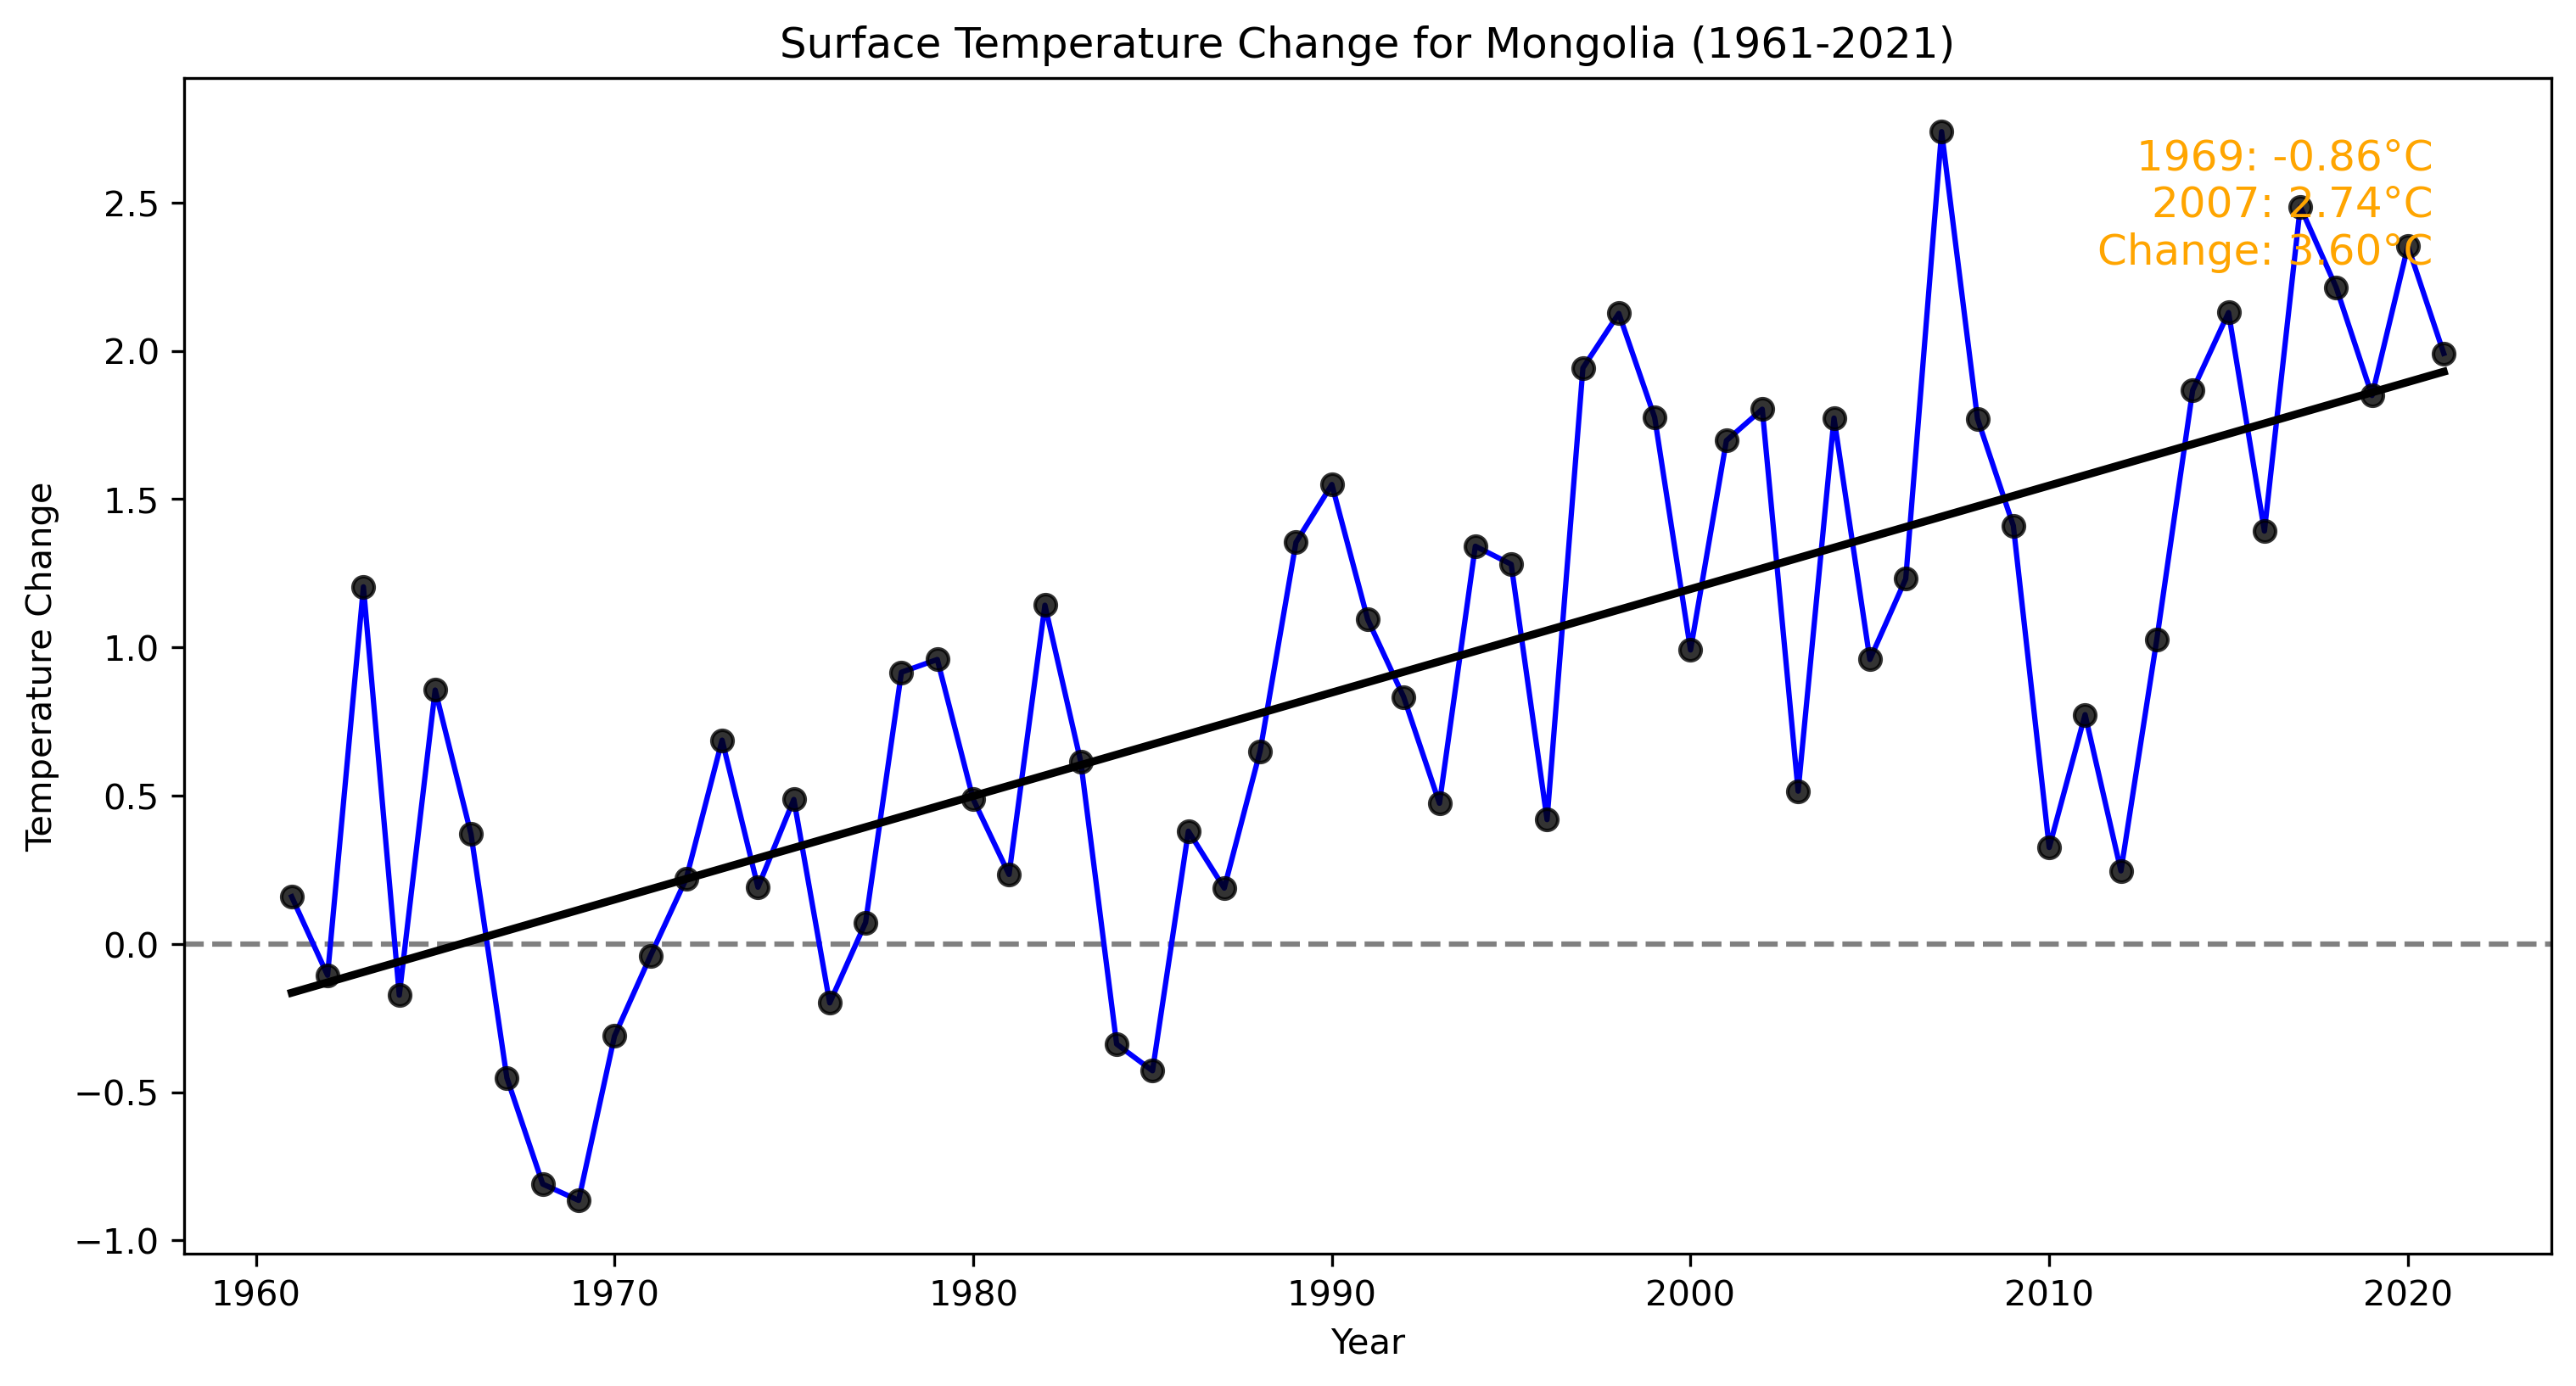 Surface Temperature Change for Mongolia (1961-2021)
1969: -0.86°C
2007: 2.74°C
Change: 3.60°C
Temperature Change
2.5
2.0
1.5
1.0
0.5
0.0
−0.5
−1.0
1960 1970 1980 1990 2000 2010 2020
Year